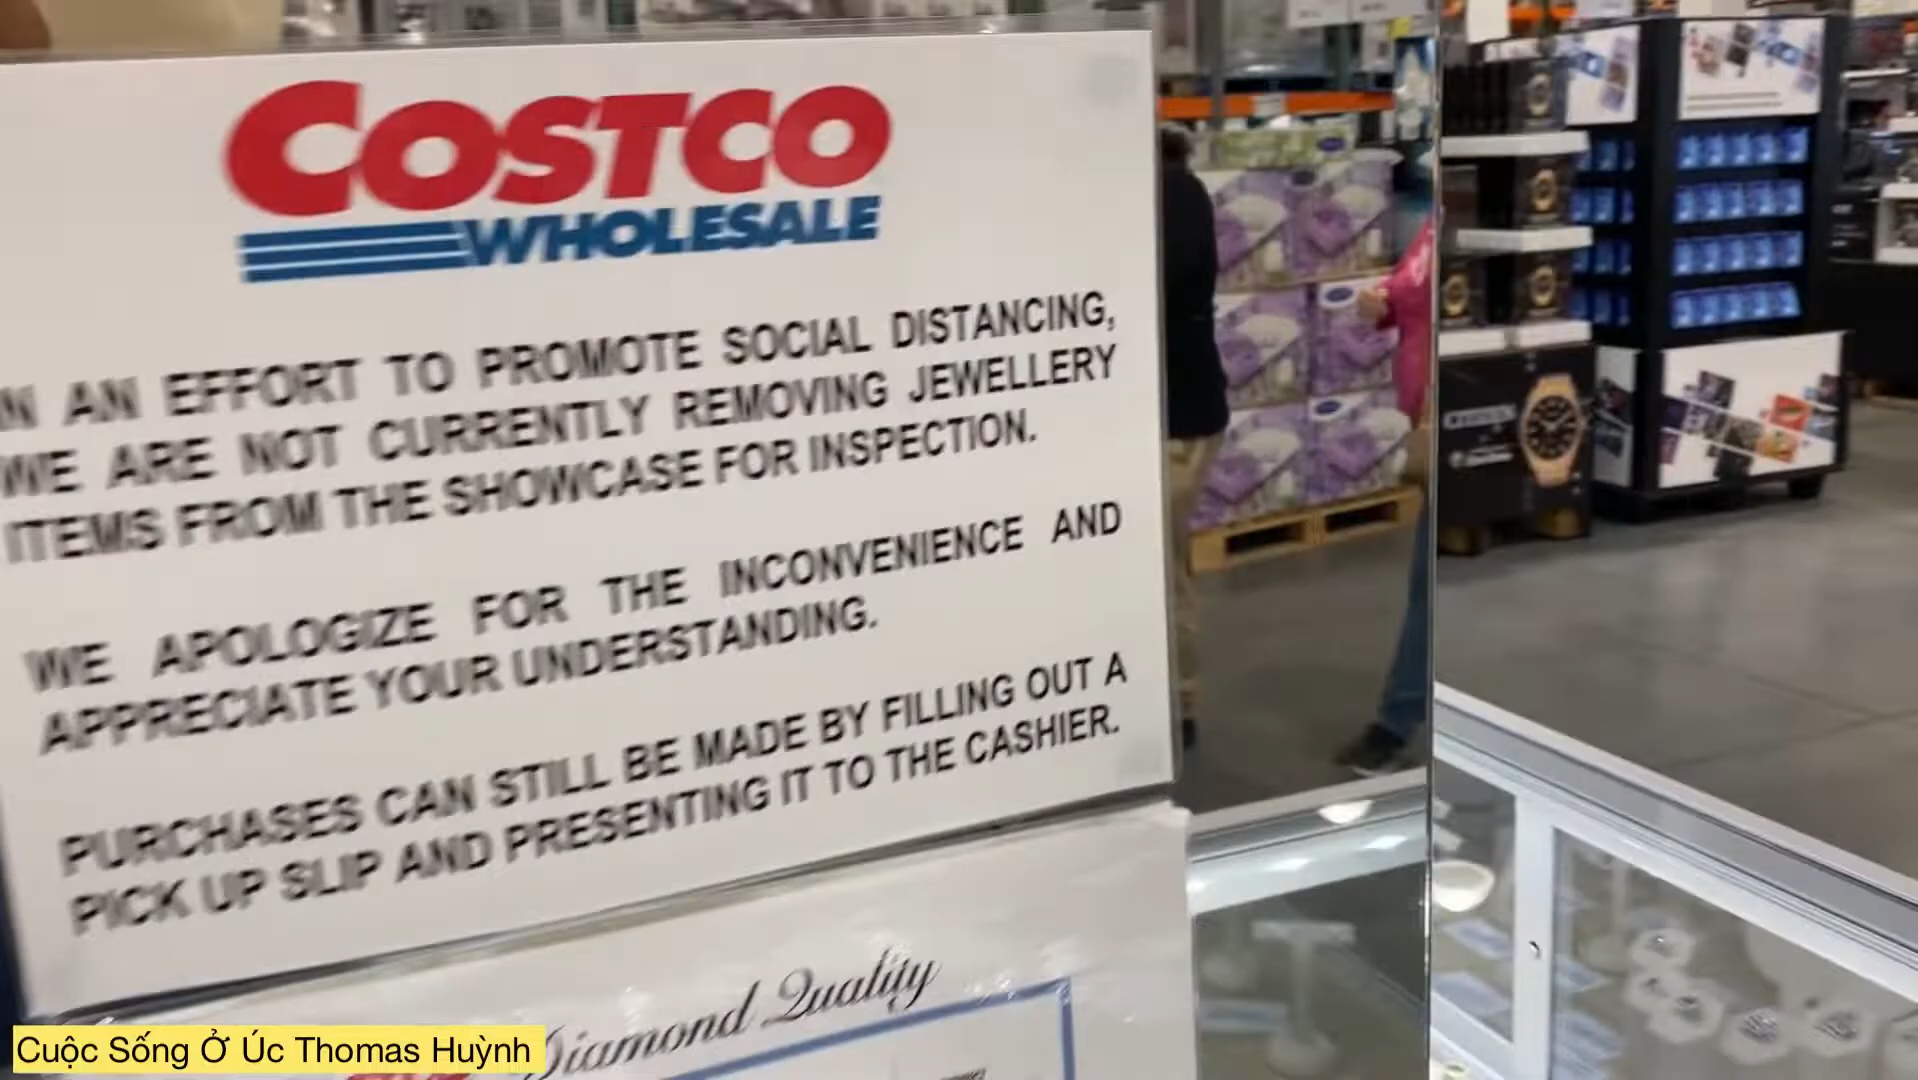 COSTCO
WHOLESALE
IN AN EFFORT TO PROMOTE SOCIAL DISTANCING,
WE ARE NOT CURRENTLY REMOVING JEWELLERY
ITEMS FROM THE SHOWCASE FOR INSPECTION.
WE APOLOGIZE FOR THE INCONVENIENCE AND
APPRECIATE YOUR UNDERSTANDING.
PURCHASES CAN STILL BE MADE BY FILLING OUT A
PICK UP SLIP AND PRESENTING IT TO THE CASHIER.
Diamond Quality
CITIZEN
Cuộc Sống Ở Úc Thomas Huỳnh